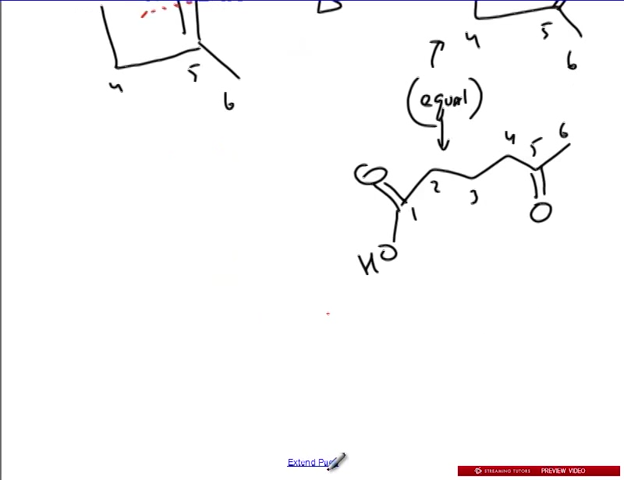 4 5 6
4 5 6
(equal)
O 1 2 3 4 5 6
O
HO
Extend Pa
STREAMING TUTORS PREVIEW VIDEO